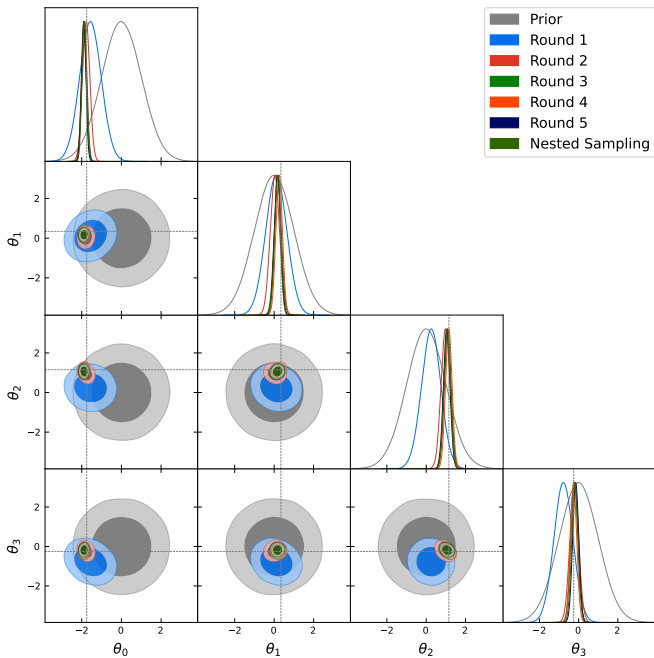 Prior
Round 1
Round 2
Round 3
Round 4
Round 5
Nested Sampling
θ₁
2
0
−2
θ₂
2
0
−2
θ₃
2
0
−2
−2 0 2
−2 0 2
−2 0 2
−2 0 2
θ₀ θ₁ θ₂ θ₃